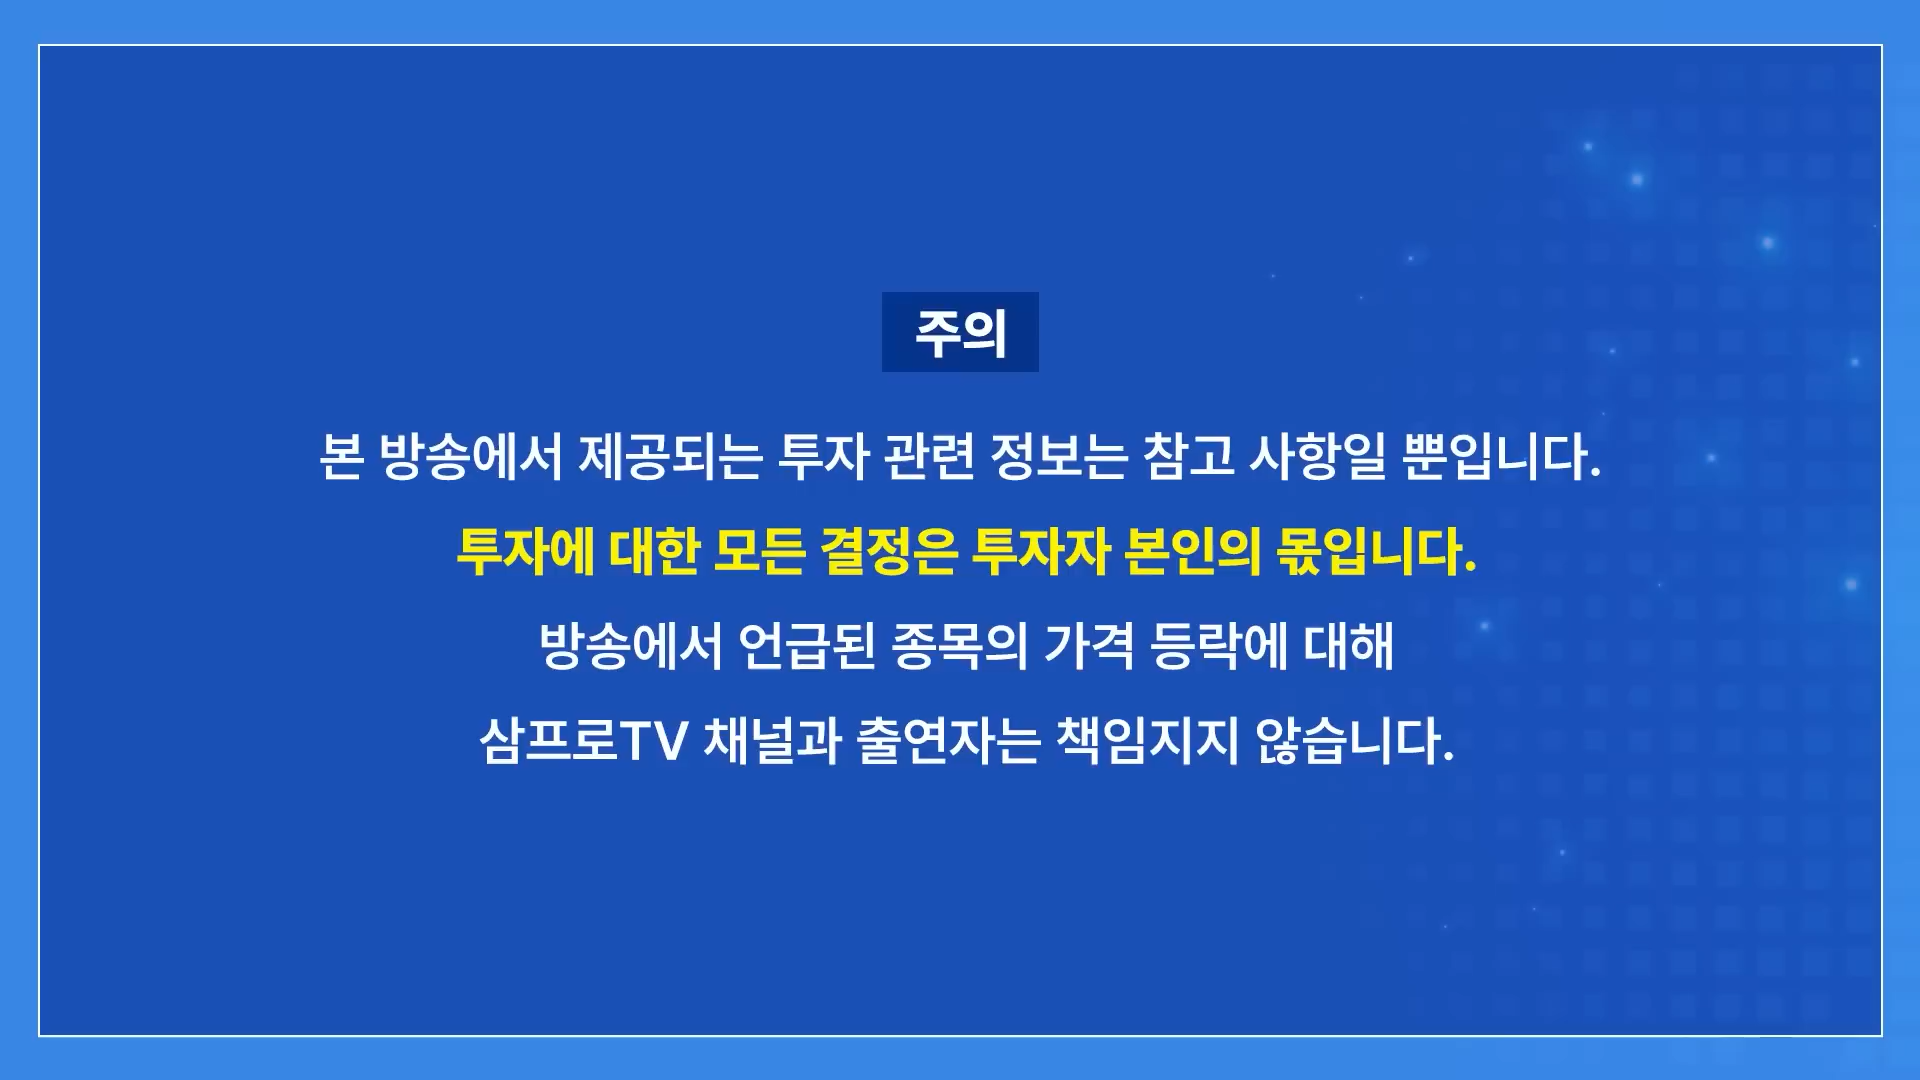 주의
본 방송에서 제공되는 투자 관련 정보는 참고 사항일 뿐입니다.
투자에 대한 모든 결정은 투자자 본인의 몫입니다.
방송에서 언급된 종목의 가격 등락에 대해
삼프로TV 채널과 출연자는 책임지지 않습니다.